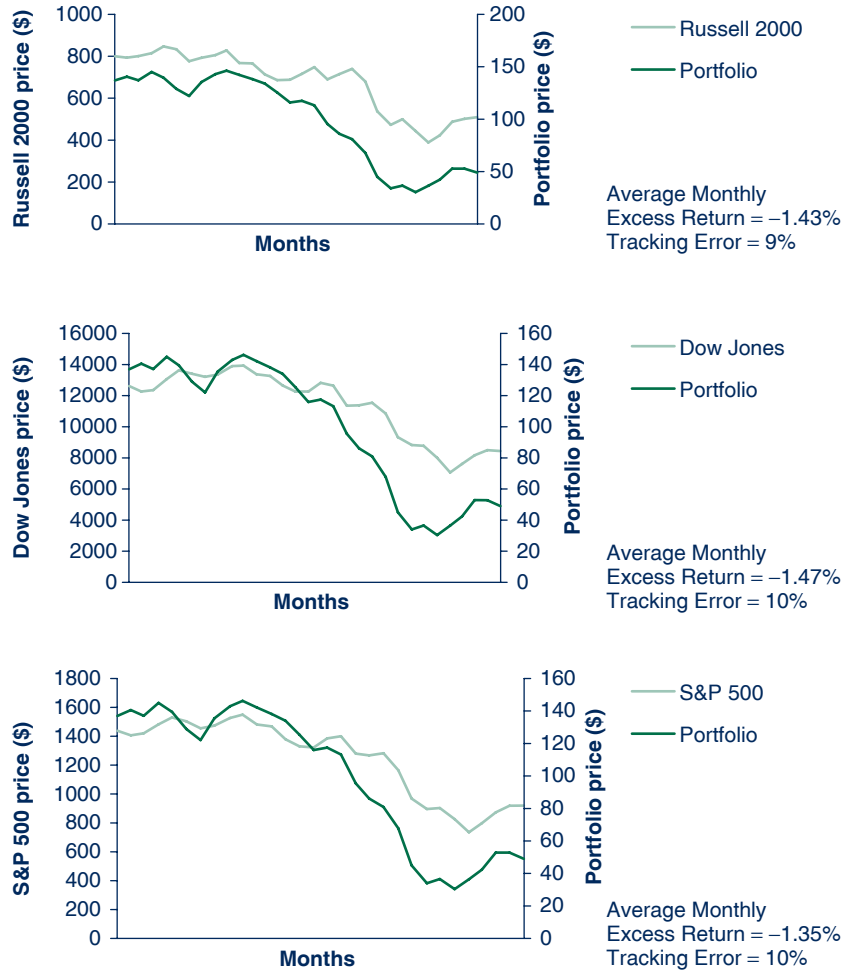 Russell 2000 price ($)
1000
800
600
400
200
0
Months
200
150
100
50
0
Portfolio price ($)
Russell 2000
Portfolio
Average Monthly
Excess Return = −1.43%
Tracking Error = 9%
Dow Jones price ($)
16000
14000
12000
10000
8000
6000
4000
2000
0
Months
160
140
120
100
80
60
40
20
0
Portfolio price ($)
Dow Jones
Portfolio
Average Monthly
Excess Return = −1.47%
Tracking Error = 10%
S&P 500 price ($)
1800
1600
1400
1200
1000
800
600
400
200
0
Months
160
140
120
100
80
60
40
20
0
Portfolio price ($)
S&P 500
Portfolio
Average Monthly
Excess Return = −1.35%
Tracking Error = 10%